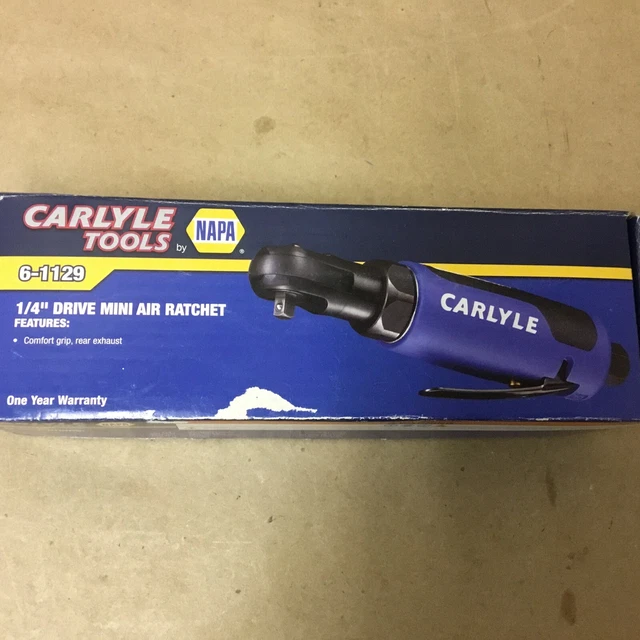 CARLYLE
TOOLS by NAPA ®
6-1129
1/4" DRIVE MINI AIR RATCHET
FEATURES:
• Comfort grip, rear exhaust
One Year Warranty
CARLYLE